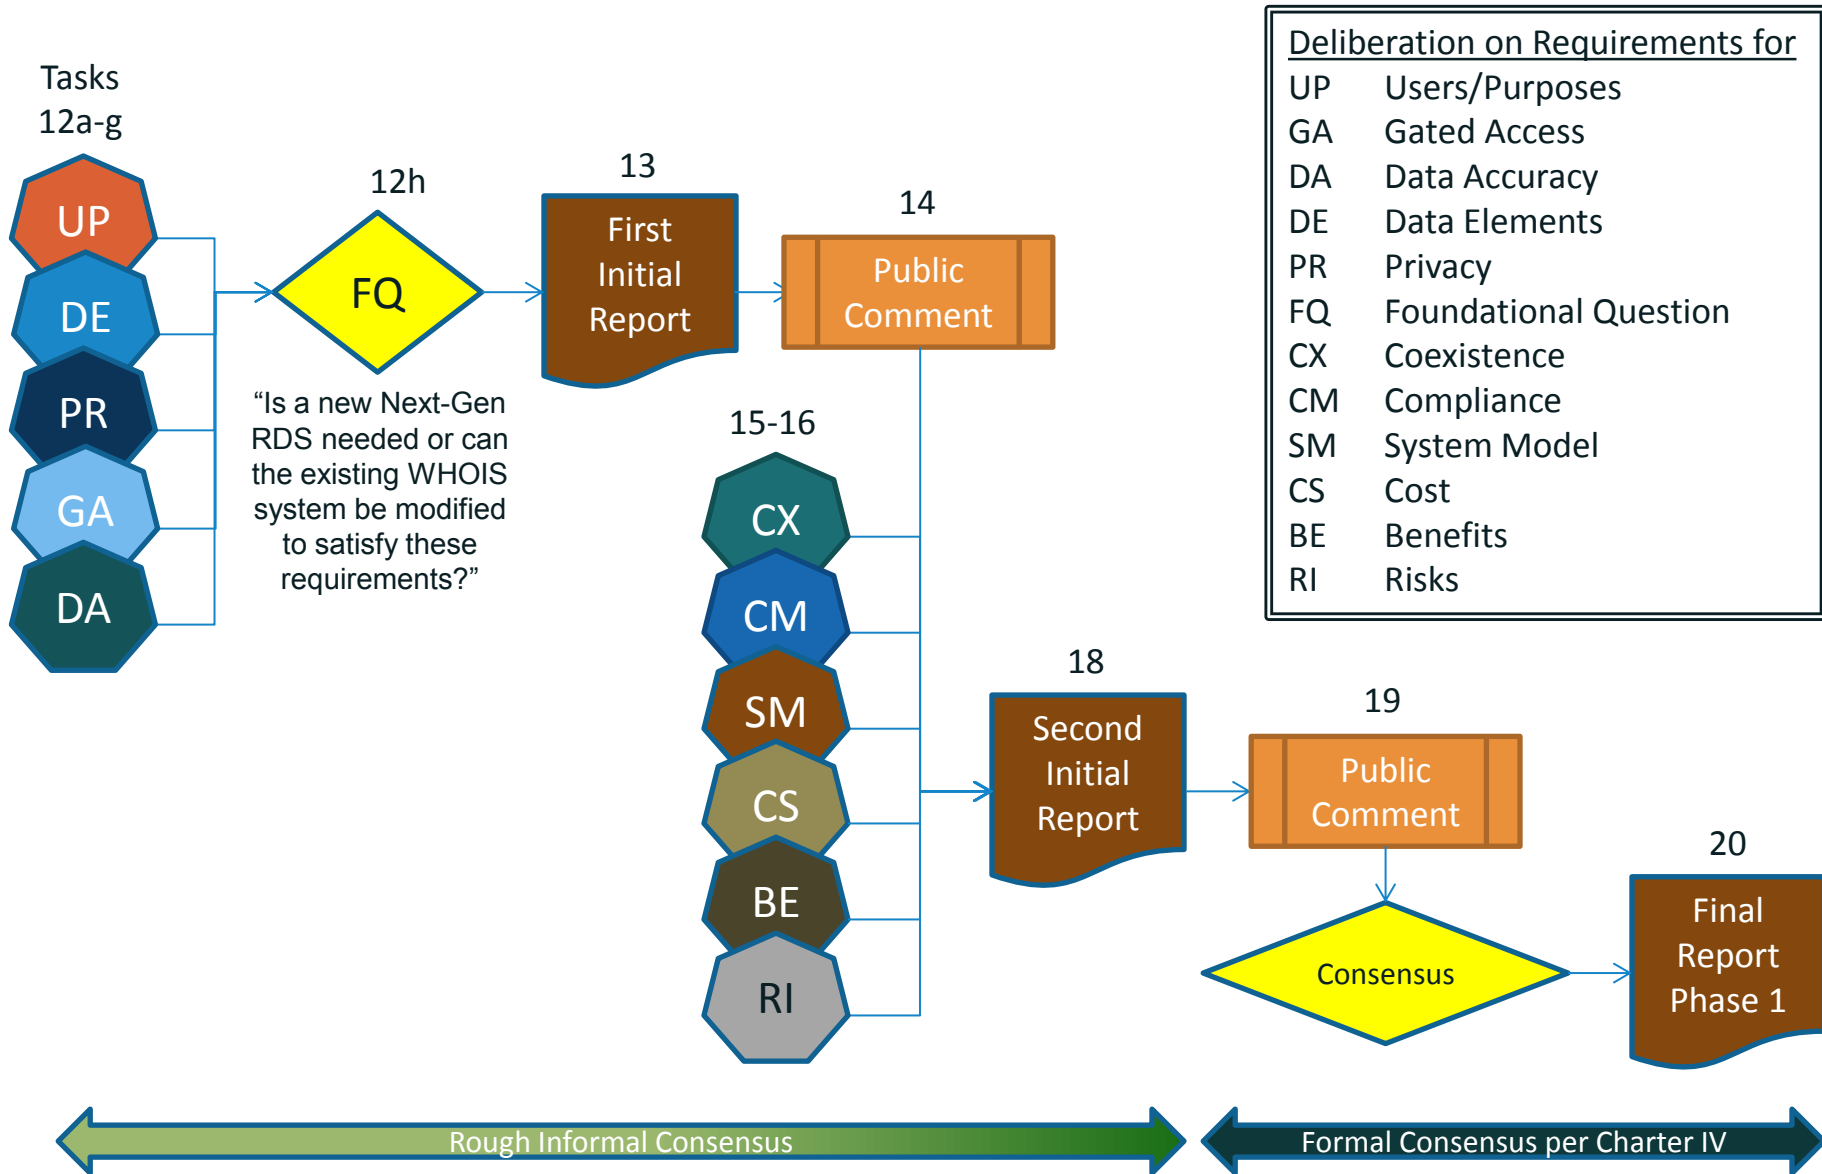 Tasks
12a-g
UP
DE
PR
GA
DA
12h
FQ
“Is a new Next-Gen
RDS needed or can
the existing WHOIS
system be modified
to satisfy these
requirements?”
13
First
Initial
Report
14
Public
Comment
15-16
CX
CM
SM
CS
BE
RI
18
Second
Initial
Report
19
Public
Comment
Consensus
20
Final
Report
Phase 1
Deliberation on Requirements for
UP Users/Purposes
GA Gated Access
DA Data Accuracy
DE Data Elements
PR Privacy
FQ Foundational Question
CX Coexistence
CM Compliance
SM System Model
CS Cost
BE Benefits
RI Risks
Rough Informal Consensus
Formal Consensus per Charter IV